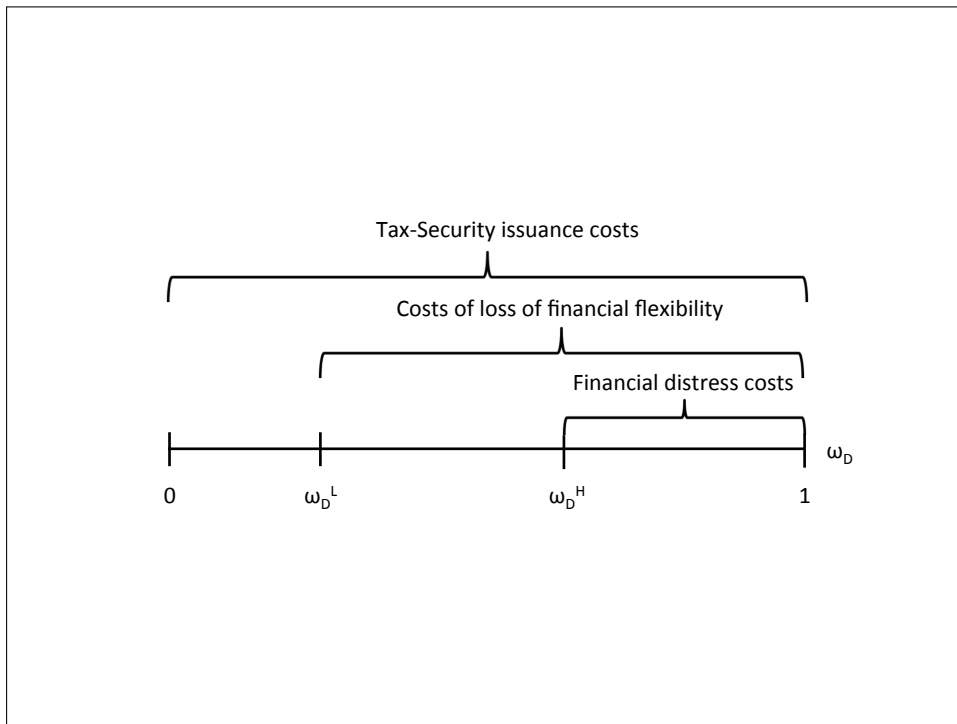 Tax-Security issuance costs
Costs of loss of financial flexibility
Financial distress costs
ω_D
0 ω_D^L ω_D^H 1